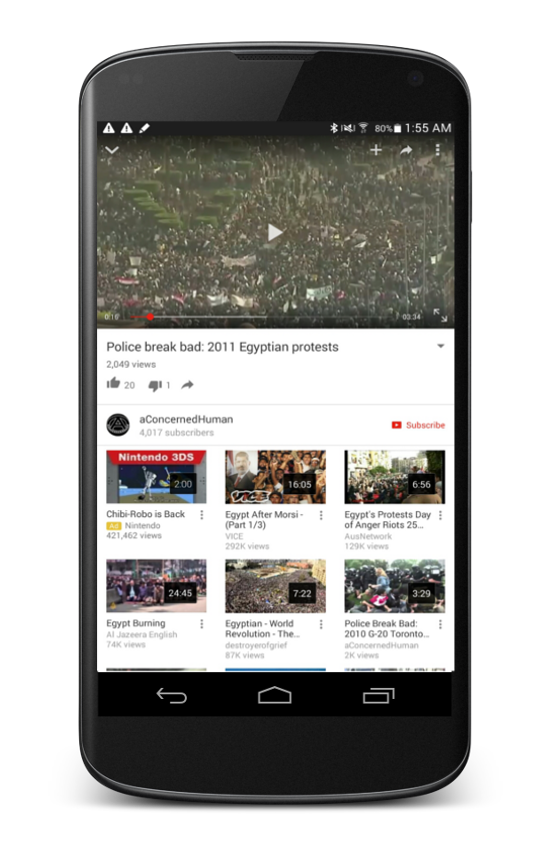 80% 1:55 AM
0:16
03:34
Police break bad: 2011 Egyptian protests
2,049 views
20 1
aConcernedHuman
4,017 subscribers
Subscribe
Nintendo 3DS
2:00
Chibi-Robo is Back
Ad Nintendo
421,462 views
VICE
16:05
Egypt After Morsi -
(Part 1/3)
VICE
292K views
6:56
Egypt's Protests Day
of Anger Riots 25...
AusNetwork
129K views
24:45
Egypt Burning
Al Jazeera English
74K views
7:22
Egyptian - World
Revolution - The...
destroyerofgrief
87K views
3:29
Police Break Bad:
2010 G-20 Toronto...
aConcernedHuman
2K views